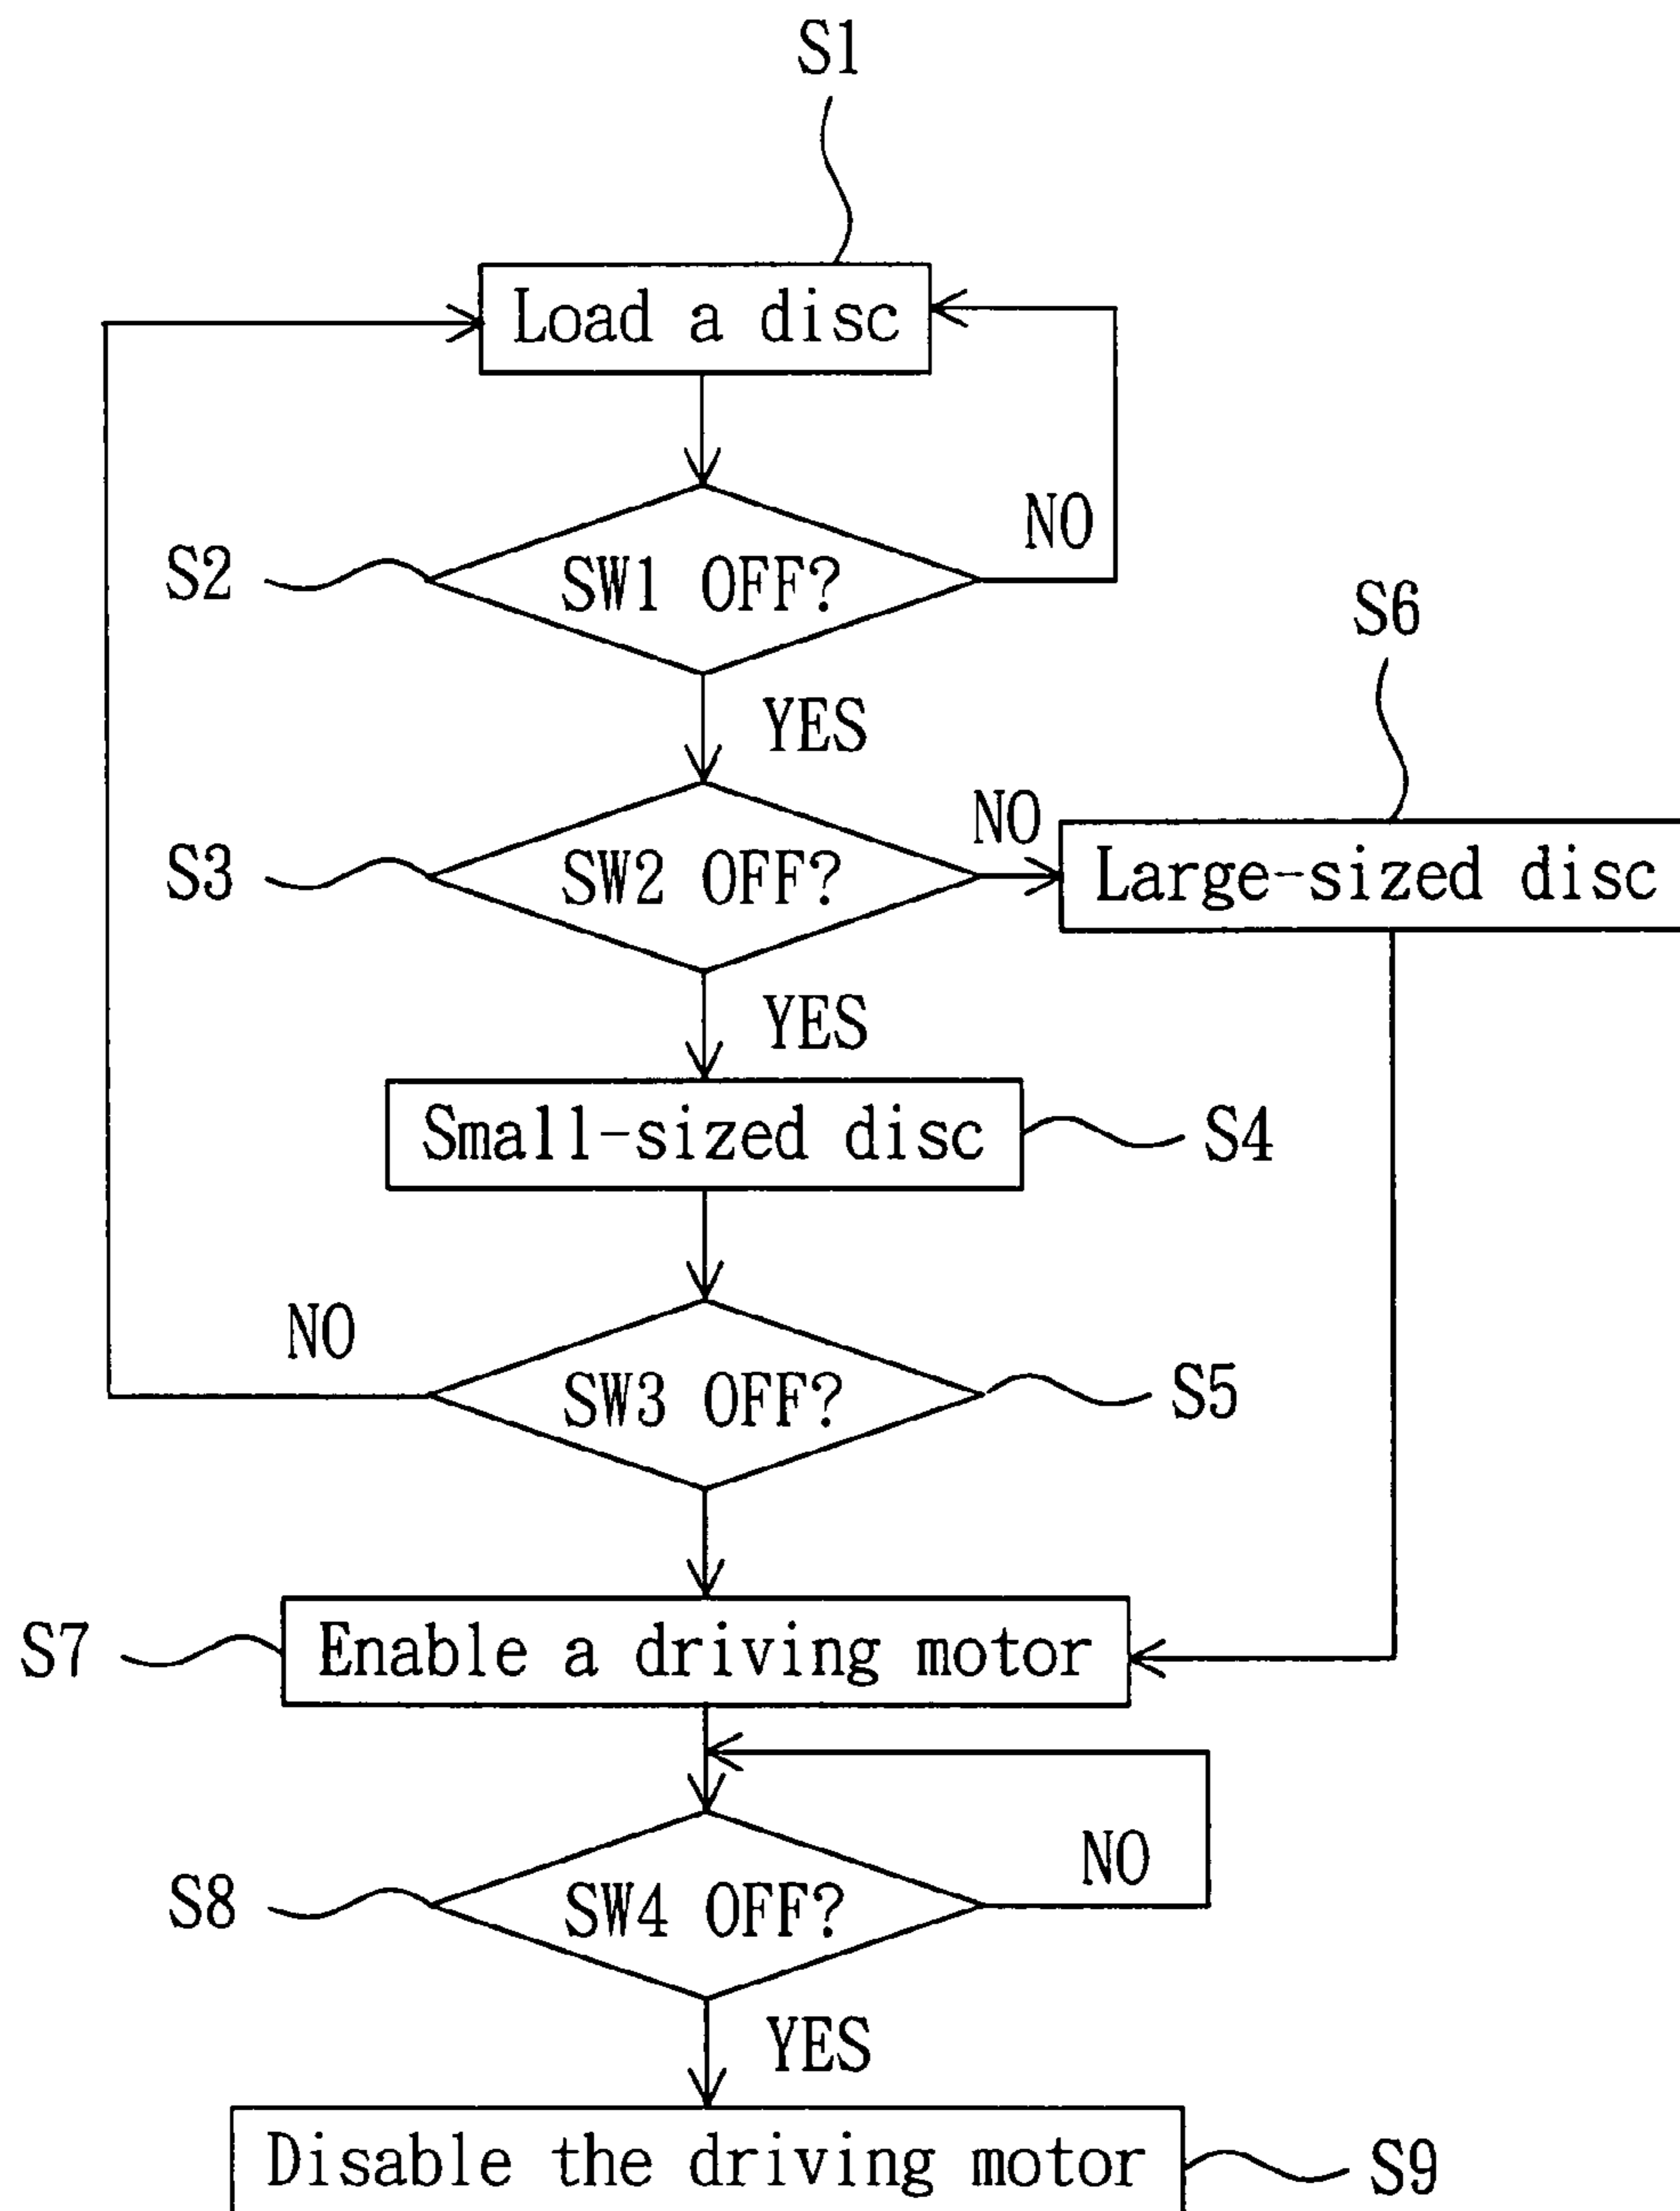 S1
Load a disc
NO
S2
SW1 OFF?
YES
S6
NO
S3
SW2 OFF?
Large-sized disc
YES
Small-sized disc
S4
NO
SW3 OFF?
S5
S7
Enable a driving motor
NO
S8
SW4 OFF?
YES
Disable the driving motor
S9